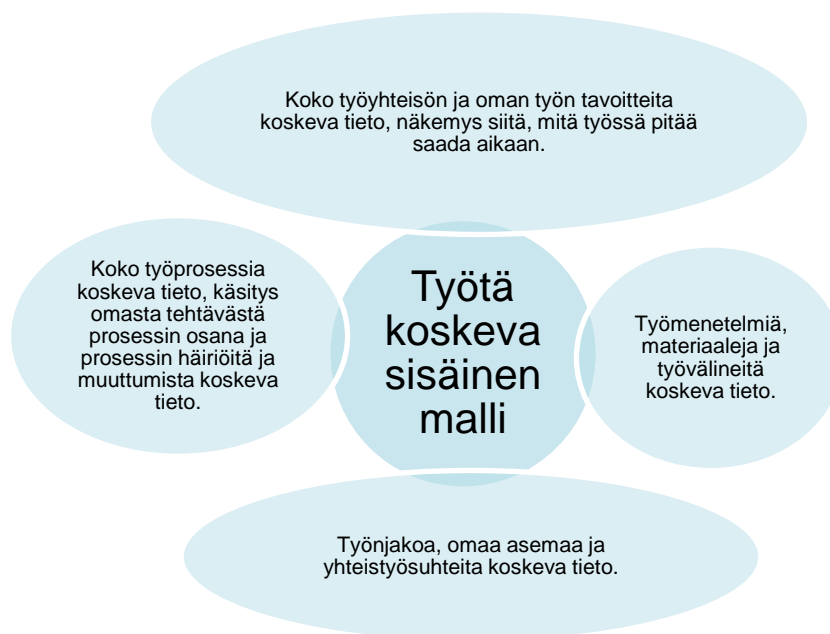 Koko työyhteisön ja oman työn tavoitteita
koskeva tieto, näkemys siitä, mitä työssä pitää
saada aikaan.
Koko työprosessia
koskeva tieto, käsitys
omasta tehtävästä
prosessin osana ja
prosessin häiriöitä ja
muuttumista koskeva
tieto.
Työtä
koskeva
sisäinen
malli
Työmenetelmiä,
materiaaleja ja
työvälineitä
koskeva tieto.
Työnjakoa, omaa asemaa ja
yhteistyösuhteita koskeva tieto.